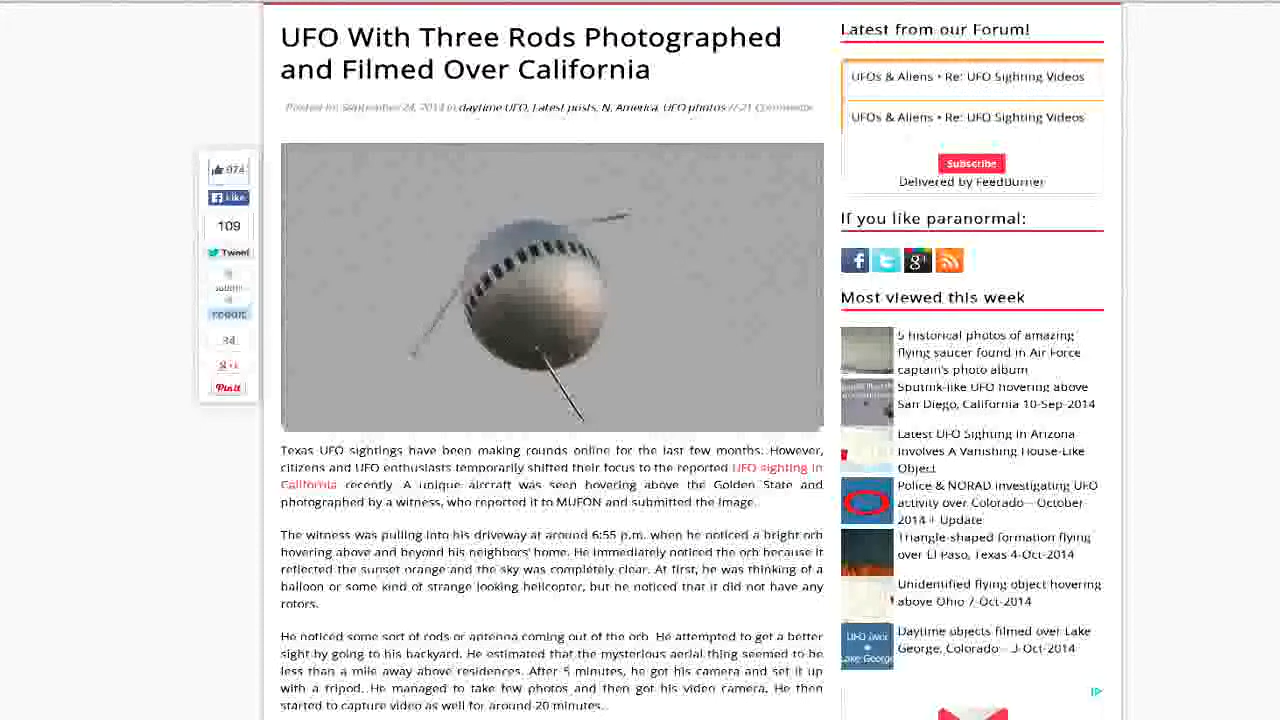 UFO With Three Rods Photographed
and Filmed Over California
Posted in: September 24, 2014 in daytime UFO, Latest posts, N. America, UFO photos // 21 Comments
974
Like
109
Tweet
submit
reddit
34
+1
Pin it
Texas UFO sightings have been making rounds online for the last few months. However,
citizens and UFO enthusiasts temporarily shifted their focus to the reported UFO sighting in
California recently. A unique aircraft was seen hovering above the Golden State and
photographed by a witness, who reported it to MUFON and submitted the image.
The witness was pulling into his driveway at around 6:55 p.m. when he noticed a bright orb
hovering above and beyond his neighbors' home. He immediately noticed the orb because it
reflected the sunset orange and the sky was completely clear. At first, he was thinking of a
balloon or some kind of strange looking helicopter, but he noticed that it did not have any
rotors.
He noticed some sort of rods or antenna coming out of the orb. He attempted to get a better
sight by going to his backyard. He estimated that the mysterious aerial thing seemed to be
less than a mile away above residences. After 5 minutes, he got his camera and set it up
with a tripod. He managed to take few photos and then got his video camera. He then
started to capture video as well for around 20 minutes.
Latest from our Forum!
UFOs & Aliens • Re: UFO Sighting Videos
UFOs & Aliens • Re: UFO Sighting Videos
Subscribe
Delivered by FeedBurner
If you like paranormal:
Most viewed this week
5 historical photos of amazing
flying saucer found in Air Force
captain's photo album
Sputnik-like UFO hovering above
San Diego, California 10-Sep-2014
Latest UFO Sighting in Arizona
Involves A Vanishing House-Like
Object
Police & NORAD investigating UFO
activity over Colorado – October
2014 + Update
Triangle-shaped formation flying
over El Paso, Texas 4-Oct-2014
Unidentified flying object hovering
above Ohio 7-Oct-2014
UFO over
Lake George
Daytime objects filmed over Lake
George, Colorado – 3-Oct-2014